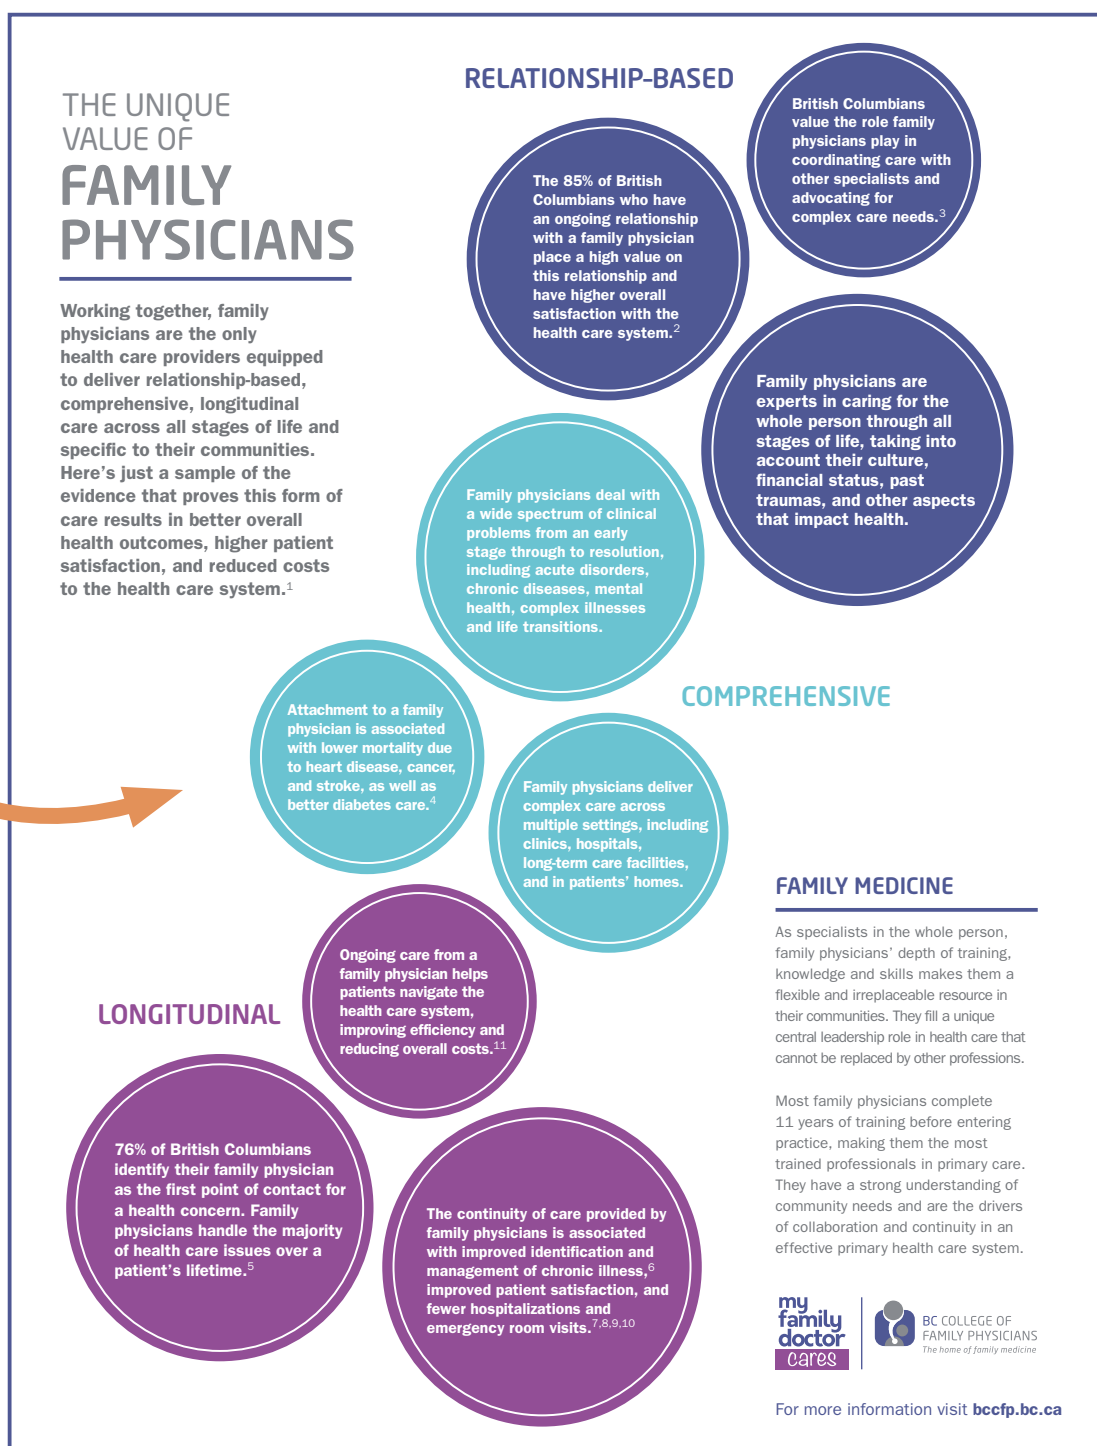 THE UNIQUE
VALUE OF
FAMILY
PHYSICIANS
Working together, family
physicians are the only
health care providers equipped
to deliver relationship-based,
comprehensive, longitudinal
care across all stages of life and
specific to their communities.
Here's just a sample of the
evidence that proves this form of
care results in better overall
health outcomes, higher patient
satisfaction, and reduced costs
to the health care system.1
RELATIONSHIP-BASED
The 85% of British
Columbians who have
an ongoing relationship
with a family physician
place a high value on
this relationship and
have higher overall
satisfaction with the
health care system.2
British Columbians
value the role family
physicians play in
coordinating care with
other specialists and
advocating for
complex care needs.3
Family physicians are
experts in caring for the
whole person through all
stages of life, taking into
account their culture,
financial status, past
traumas, and other aspects
that impact health.
Family physicians deal with
a wide spectrum of clinical
problems from an early
stage through to resolution,
including acute disorders,
chronic diseases, mental
health, complex illnesses
and life transitions.
COMPREHENSIVE
Attachment to a family
physician is associated
with lower mortality due
to heart disease, cancer,
and stroke, as well as
better diabetes care.4
Family physicians deliver
complex care across
multiple settings, including
clinics, hospitals,
long-term care facilities,
and in patients' homes.
LONGITUDINAL
Ongoing care from a
family physician helps
patients navigate the
health care system,
improving efficiency and
reducing overall costs.11
76% of British Columbians
identify their family physician
as the first point of contact for
a health concern. Family
physicians handle the majority
of health care issues over a
patient's lifetime.5
The continuity of care provided by
family physicians is associated
with improved identification and
management of chronic illness,6
improved patient satisfaction, and
fewer hospitalizations and
emergency room visits.7,8,9,10
FAMILY MEDICINE
As specialists in the whole person,
family physicians' depth of training,
knowledge and skills makes them a
flexible and irreplaceable resource in
their communities. They fill a unique
central leadership role in health care that
cannot be replaced by other professions.
Most family physicians complete
11 years of training before entering
practice, making them the most
trained professionals in primary care.
They have a strong understanding of
community needs and are the drivers
of collaboration and continuity in an
effective primary health care system.
my
family
doctor
cares
BC COLLEGE OF
FAMILY PHYSICIANS
The home of family medicine
For more information visit bccfp.bc.ca